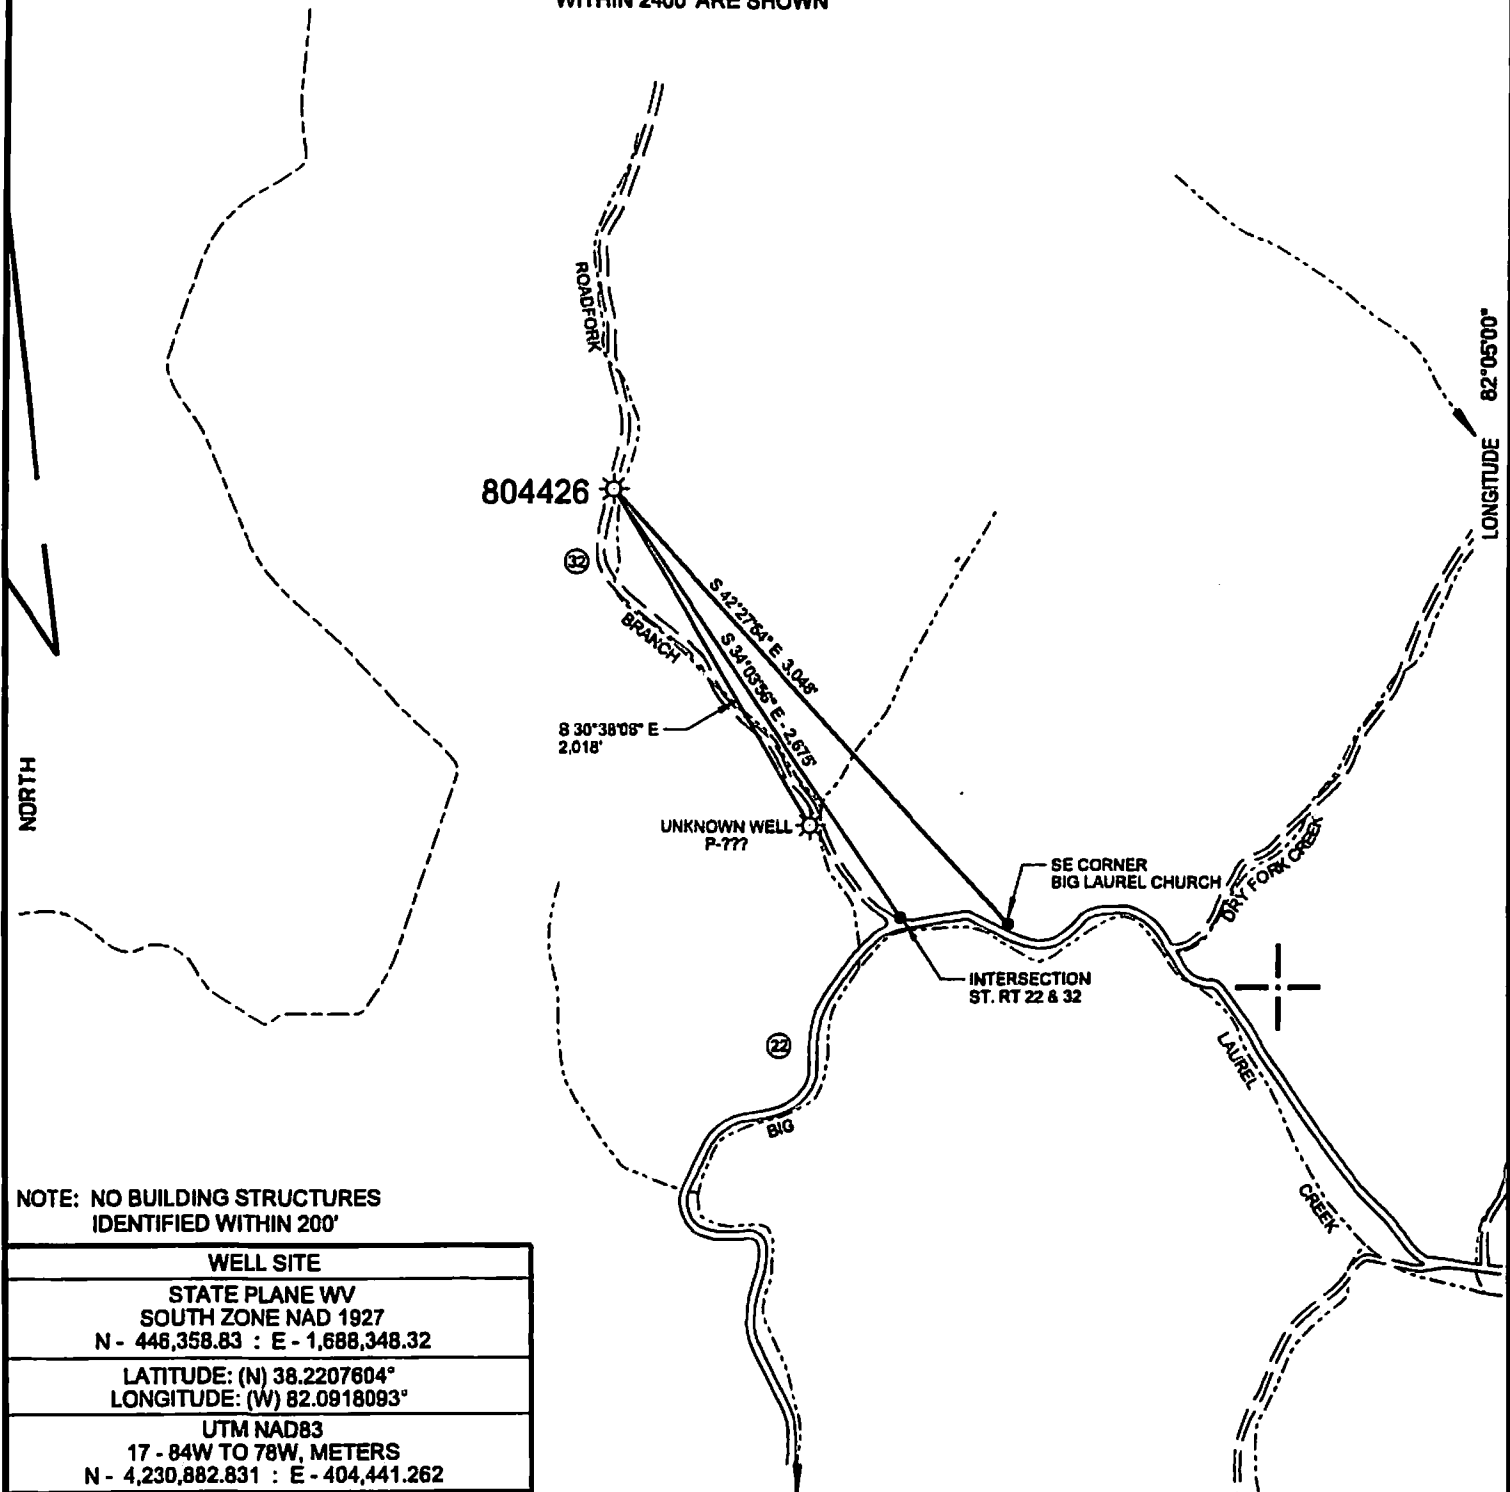 WITHIN 2400' ARE SHOWN
ROADFORK
LONGITUDE 82°05'00"
804426
32
BRANCH
S 42°27'54" E 3,048'
S 34°03'56" E - 2,675'
S 30°38'08" E
2,018'
NORTH
UNKNOWN WELL
P-???
SE CORNER
BIG LAUREL CHURCH
DRY FORK CREEK
INTERSECTION
ST. RT 22 & 32
22
LAUREL
BIG
CREEK
NOTE: NO BUILDING STRUCTURES
IDENTIFIED WITHIN 200'
WELL SITE
STATE PLANE WV
SOUTH ZONE NAD 1927
N - 446,358.83 : E - 1,688,348.32
LATITUDE: (N) 38.2207604°
LONGITUDE: (W) 82.0918093°
UTM NAD83
17 - 84W TO 78W, METERS
N - 4,230,882.831 : E - 404,441.262